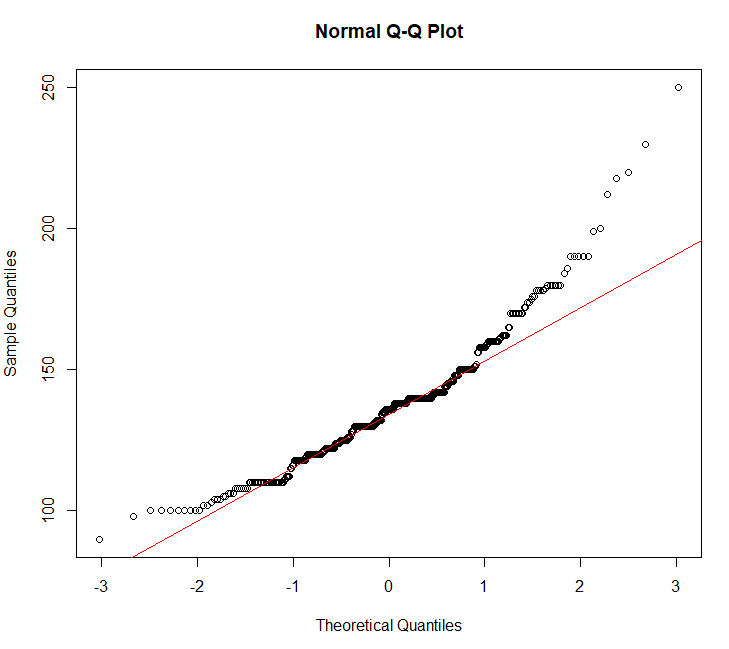 Normal Q-Q Plot
250
200
150
100
Sample Quantiles
-3 -2 -1 0 1 2 3
Theoretical Quantiles